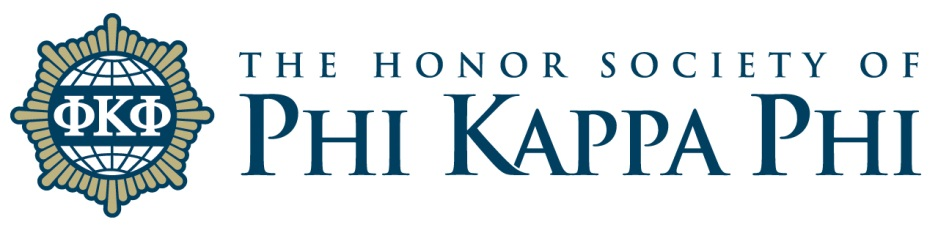 ΦΚΦ
THE HONOR SOCIETY OF
PHI KAPPA PHI